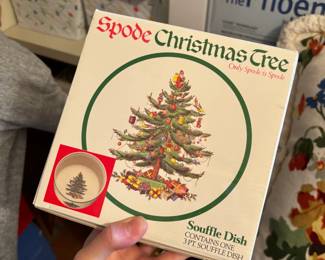 Spode Christmas Tree
Only Spode is Spode
Souffle Dish
CONTAINS ONE
3 PT. SOUFFLE DISH